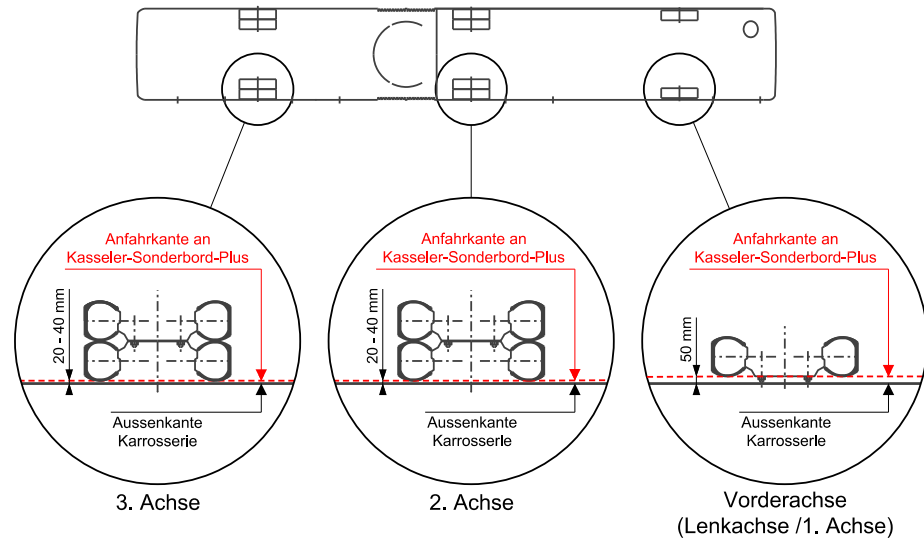 Anfahrkante an
Kasseler-Sonderbord-Plus
20 - 40 mm
Aussenkante
Karrosserie
3. Achse
Anfahrkante an
Kasseler-Sonderbord-Plus
20 - 40 mm
Aussenkante
Karrosserie
2. Achse
Anfahrkante an
Kasseler-Sonderbord-Plus
50 mm
Aussenkante
Karrosserie
Vorderachse
(Lenkachse /1. Achse)